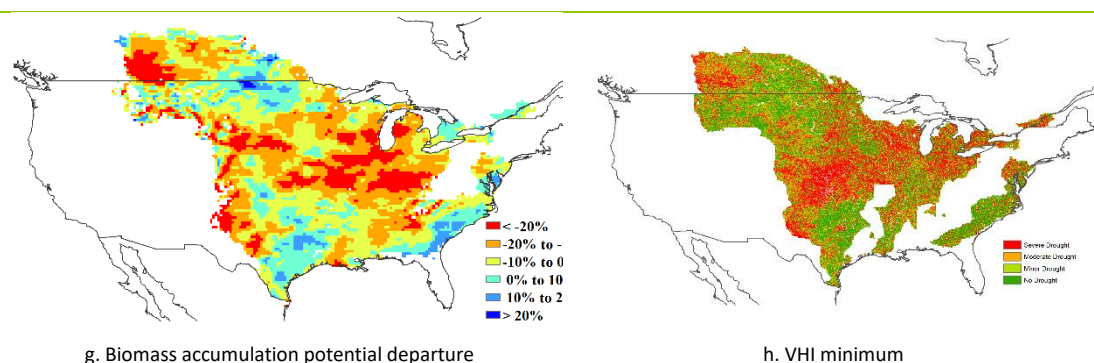 < -20%
-20% to -
-10% to 0
0% to 10
10% to 2
> 20%
Severe Drought
Moderate Drought
Minor Drought
No Drought
g. Biomass accumulation potential departure
h. VHI minimum